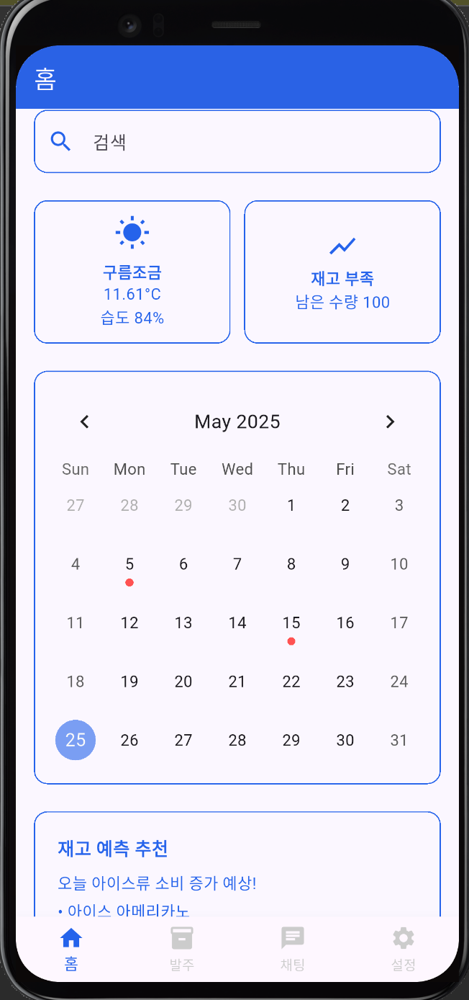 홈
검색
구름조금
11.61°C
습도 84%
재고 부족
남은 수량 100
May 2025
Sun Mon Tue Wed Thu Fri Sat
27 28 29 30 1 2 3
4 5 6 7 8 9 10
11 12 13 14 15 16 17
18 19 20 21 22 23 24
25 26 27 28 29 30 31
재고 예측 추천
오늘 아이스류 소비 증가 예상!
• 아이스 아메리카노
홈 발주 채팅 설정